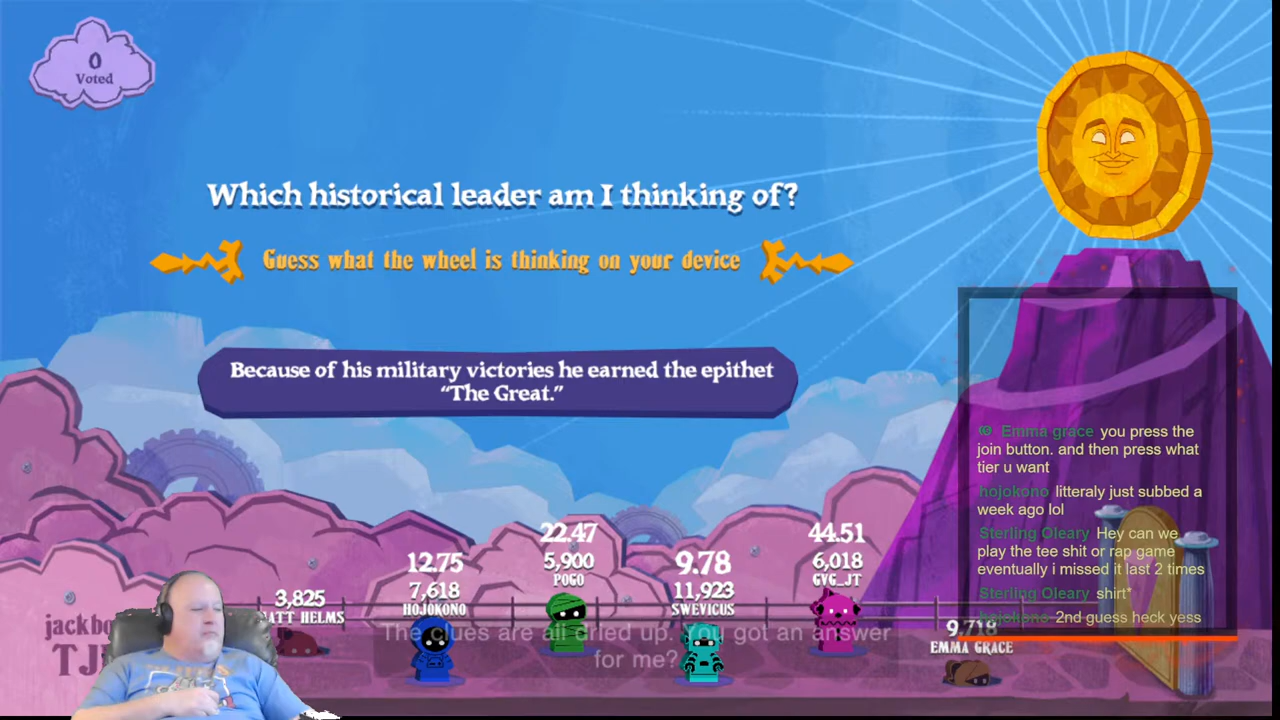 0
Voted
Which historical leader am I thinking of?
Guess what the wheel is thinking on your device
Because of his military victories he earned the epithet
“The Great.”
Emma grace you press the
join button. and then press what
tier u want
hojokono litteraly just subbed a
week ago lol
Sterling Oleary Hey can we
play the tee shit or rap game
eventually i missed it last 2 times
Sterling Oleary shirt*
hojokono 2nd guess heck yess
3,825
ATT HELMS
12.75
7,618
HOJOKONO
22.47
5,900
POGO
9.78
11,923
SWEVICUS
44.51
6,018
GVG_JT
9,718
EMMA GRACE
The clues are all dried up. You got an answer
for me?
jackbo
TJ